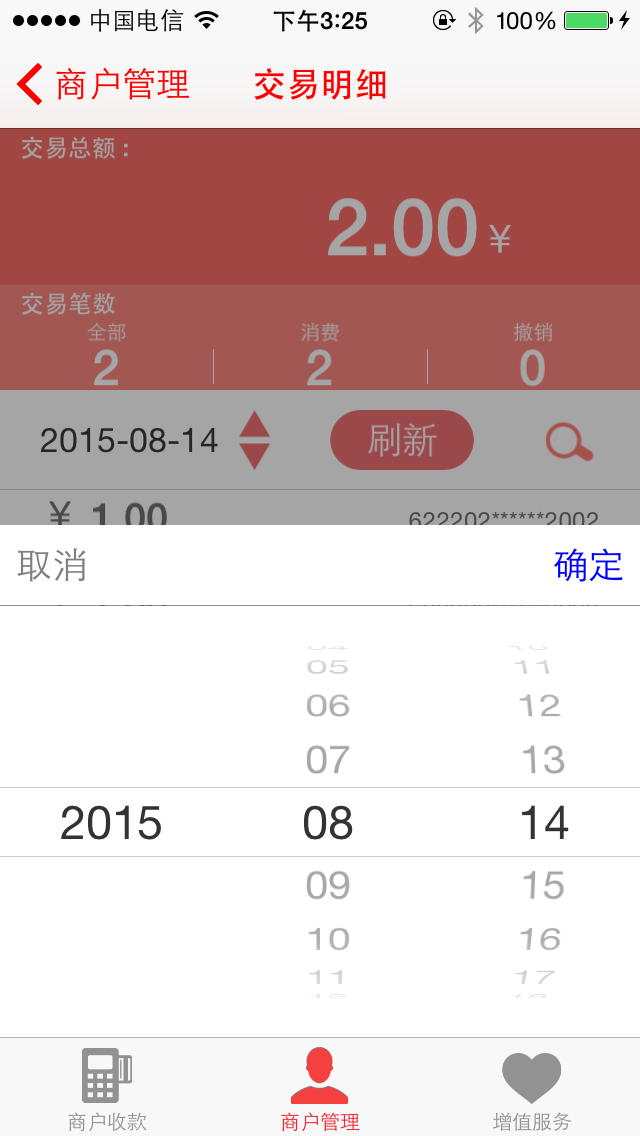 中国电信 下午3:25 100%
商户管理 交易明细
交易总额：
2.00 ¥
交易笔数
全部 消费 撤销
2 2 0
2015-08-14 刷新
¥ 1.00 622202******2002
取消 确定
05 11
06 12
07 13
2015 08 14
09 15
10 16
11 17
商户收款 商户管理 增值服务